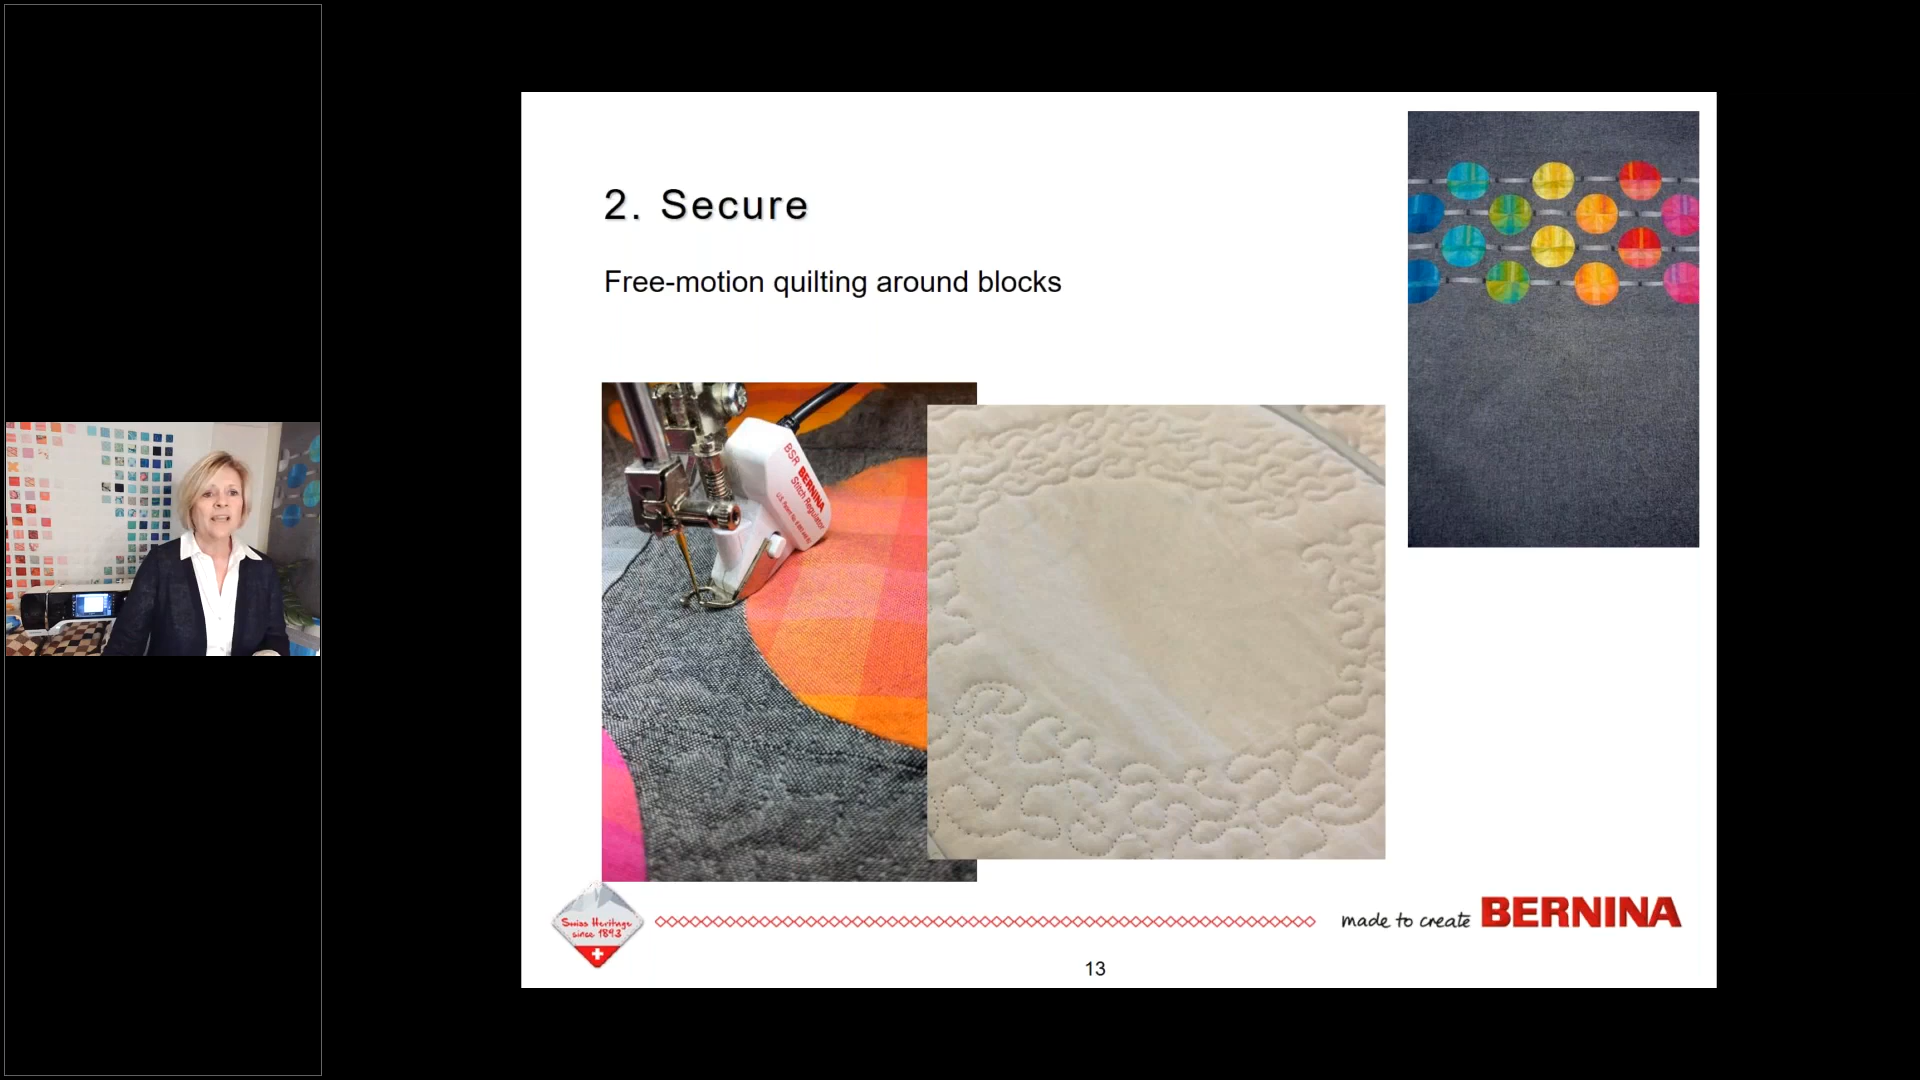 2. Secure
Free-motion quilting around blocks
BSR
BERNINA
Stitch Regulator
Swiss Heritage
since 1893
made to create BERNINA
13